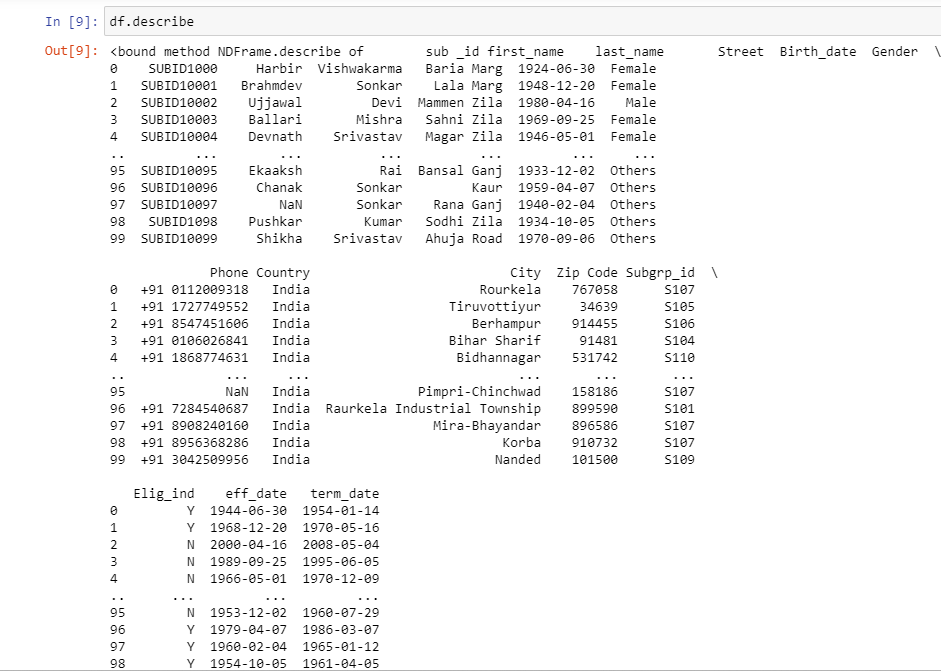 In [9]: df.describe
Out[9]: <bound method NDFrame.describe of        sub _id first_name    last_name       Street  Birth_date  Gender  \
0    SUBID1000     Harbir  Vishwakarma   Baria Marg  1924-06-30  Female
1   SUBID10001   Brahmdev       Sonkar    Lala Marg  1948-12-20  Female
2   SUBID10002    Ujjawal         Devi  Mammen Zila  1980-04-16    Male
3   SUBID10003    Ballari       Mishra   Sahni Zila  1969-09-25  Female
4   SUBID10004    Devnath    Srivastav   Magar Zila  1946-05-01  Female
..         ...        ...          ...          ...         ...     ...
95  SUBID10095    Ekaaksh          Rai  Bansal Ganj  1933-12-02  Others
96  SUBID10096     Chanak       Sonkar         Kaur  1959-04-07  Others
97  SUBID10097        NaN       Sonkar    Rana Ganj  1940-02-04  Others
98   SUBID1098    Pushkar        Kumar   Sodhi Zila  1934-10-05  Others
99  SUBID10099     Shikha    Srivastav   Ahuja Road  1970-09-06  Others
Phone Country                          City  Zip Code Subgrp_id  \
0   +91 0112009318   India                      Rourkela    767058      S107
1   +91 1727749552   India                  Tiruvottiyur     34639      S105
2   +91 8547451606   India                     Berhampur    914455      S106
3   +91 0106026841   India                  Bihar Sharif     91481      S104
4   +91 1868774631   India                   Bidhannagar    531742      S110
..             ...     ...                           ...       ...       ...
95             NaN   India              Pimpri-Chinchwad    158186      S107
96  +91 7284540687   India  Raurkela Industrial Township    899590      S101
97  +91 8908240160   India                Mira-Bhayandar    896586      S107
98  +91 8956368286   India                         Korba    910732      S107
99  +91 3042509956   India                        Nanded    101500      S109
Elig_ind    eff_date   term_date
0          Y  1944-06-30  1954-01-14
1          Y  1968-12-20  1970-05-16
2          N  2000-04-16  2008-05-04
3          N  1989-09-25  1995-06-05
4          N  1966-05-01  1970-12-09
..       ...         ...         ...
95         N  1953-12-02  1960-07-29
96         Y  1979-04-07  1986-03-07
97         Y  1960-02-04  1965-01-12
98         Y  1954-10-05  1961-04-05